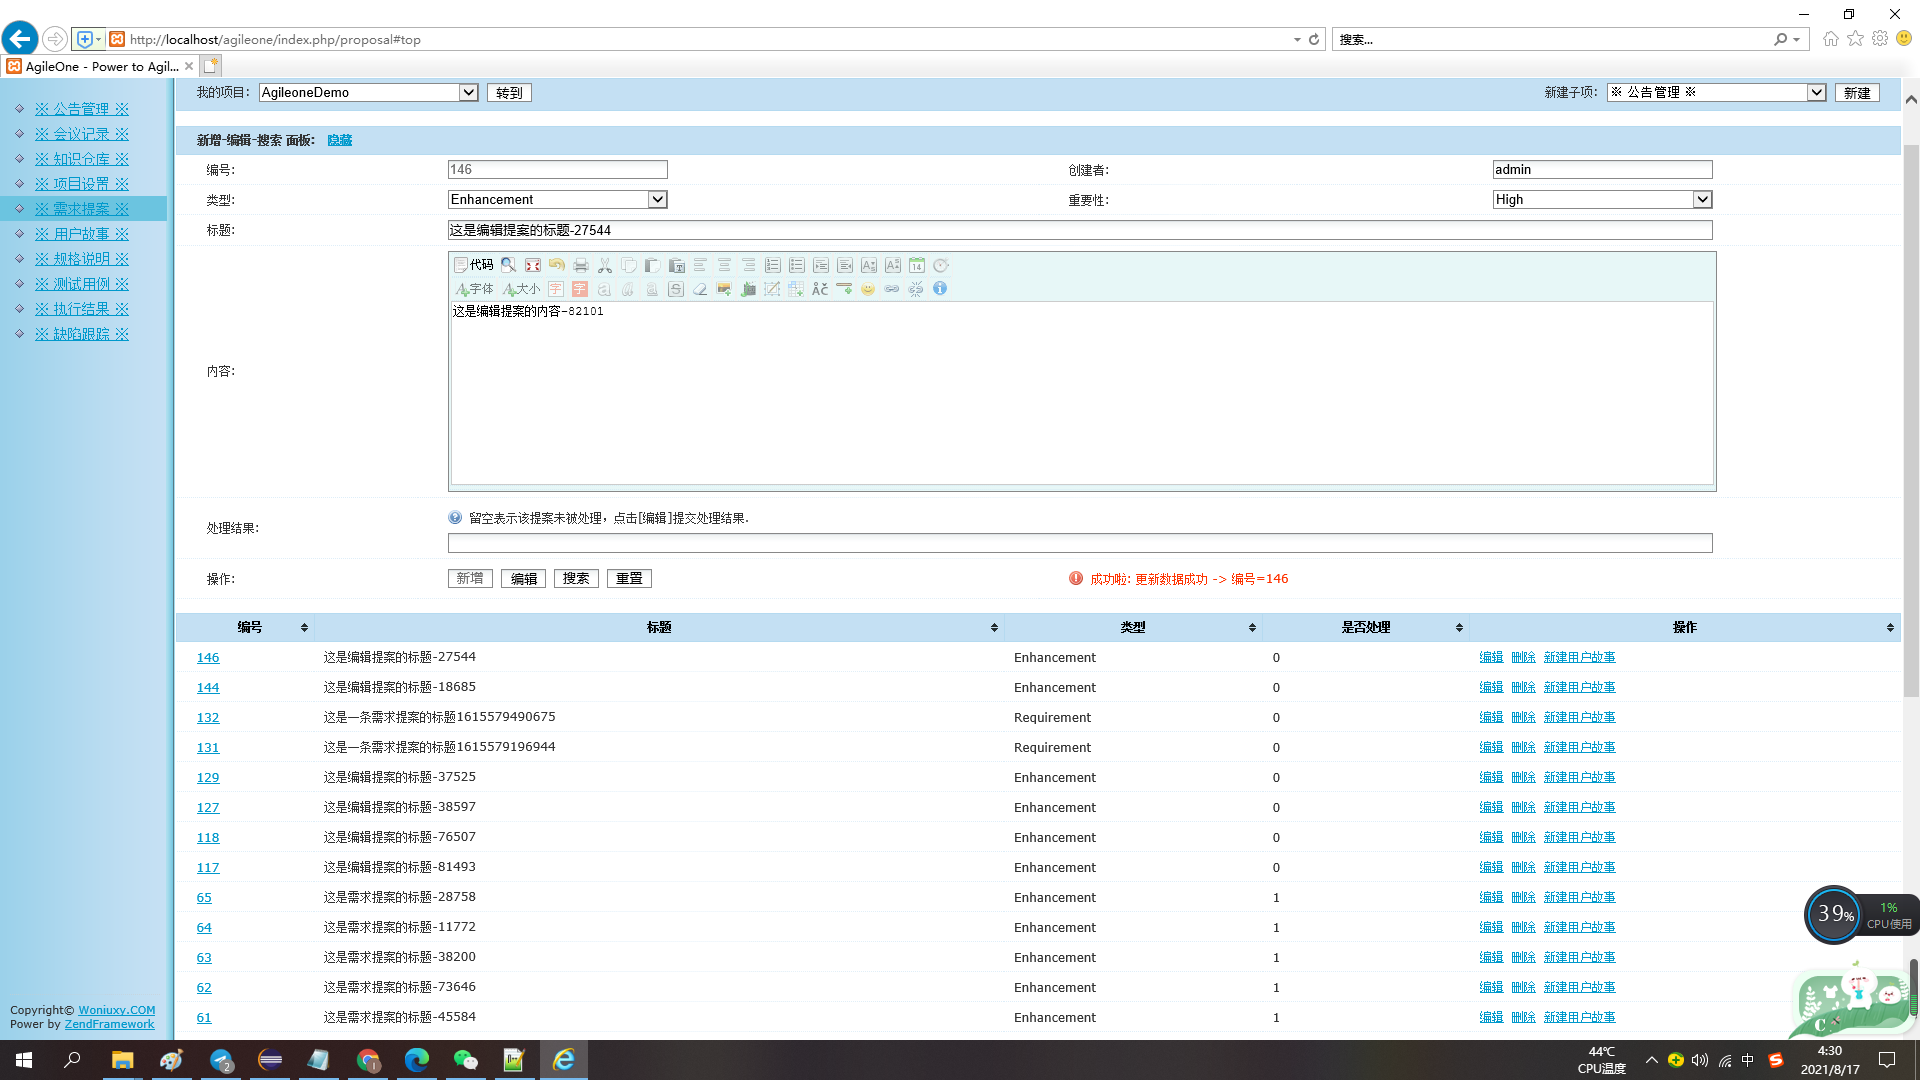 http://localhost/agileone/index.php/proposal#top
搜索...
AgileOne - Power to Agil...
我的项目: AgileoneDemo 转到 新建子项: ※ 公告管理 ※ 新建
※ 公告管理 ※
※ 会议记录 ※
※ 知识仓库 ※
※ 项目设置 ※
※ 需求提案 ※
※ 用户故事 ※
※ 规格说明 ※
※ 测试用例 ※
※ 执行结果 ※
※ 缺陷跟踪 ※
新增-编辑-搜索 面板: 隐藏
编号: 146 创建者: admin
类型: Enhancement 重要性: High
标题: 这是编辑提案的标题-27544
代码
字体 大小
内容: 这是编辑提案的内容-82101
处理结果: 留空表示该提案未被处理，点击[编辑]提交处理结果.
操作: 新增 编辑 搜索 重置 成功啦: 更新数据成功 -> 编号=146
编号 标题 类型 是否处理 操作
146 这是编辑提案的标题-27544 Enhancement 0 编辑 删除 新建用户故事
144 这是编辑提案的标题-18685 Enhancement 0 编辑 删除 新建用户故事
132 这是一条需求提案的标题1615579490675 Requirement 0 编辑 删除 新建用户故事
131 这是一条需求提案的标题1615579196944 Requirement 0 编辑 删除 新建用户故事
129 这是编辑提案的标题-37525 Enhancement 0 编辑 删除 新建用户故事
127 这是编辑提案的标题-38597 Enhancement 0 编辑 删除 新建用户故事
118 这是编辑提案的标题-76507 Enhancement 0 编辑 删除 新建用户故事
117 这是编辑提案的标题-81493 Enhancement 0 编辑 删除 新建用户故事
65 这是需求提案的标题-28758 Enhancement 1 编辑 删除 新建用户故事
64 这是需求提案的标题-11772 Enhancement 1 编辑 删除 新建用户故事
63 这是需求提案的标题-38200 Enhancement 1 编辑 删除 新建用户故事
62 这是需求提案的标题-73646 Enhancement 1 编辑 删除 新建用户故事
61 这是需求提案的标题-45584 Enhancement 1 编辑 删除 新建用户故事
39% 1%
CPU使用
Copyright© Woniuxy.COM
Power by ZendFramework
44℃
CPU温度
中
4:30
2021/8/17